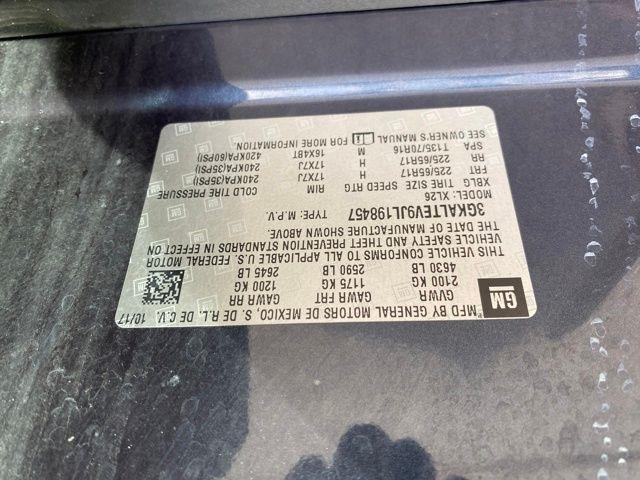 MFD BY GENERAL MOTORS DE MEXICO, S. DE R.L. DE C.V. 10/17
GM
GVWR GAWR FRT GAWR RR
2100 KG 1175 KG 1200 KG
4630 LB 2590 LB 2645 LB
THIS VEHICLE CONFORMS TO ALL APPLICABLE U.S. FEDERAL MOTOR
VEHICLE SAFETY AND THEFT PREVENTION STANDARDS IN EFFECT ON
THE DATE OF MANUFACTURE SHOWN ABOVE.
3GKALTEV9JL198457 TYPE: M.P.V.
MODEL: XL26
XBLG TIRE SIZE SPEED RTG RIM COLD TIRE PRESSURE
FRT 225/65R17 H 17X7J 240KPA(35PSI)
RR 225/65R17 H 17X7J 240KPA(35PSI)
SPA T135/70R16 M 16X4BT 420KPA(60PSI)
SEE OWNER'S MANUAL FOR MORE INFORMATION.